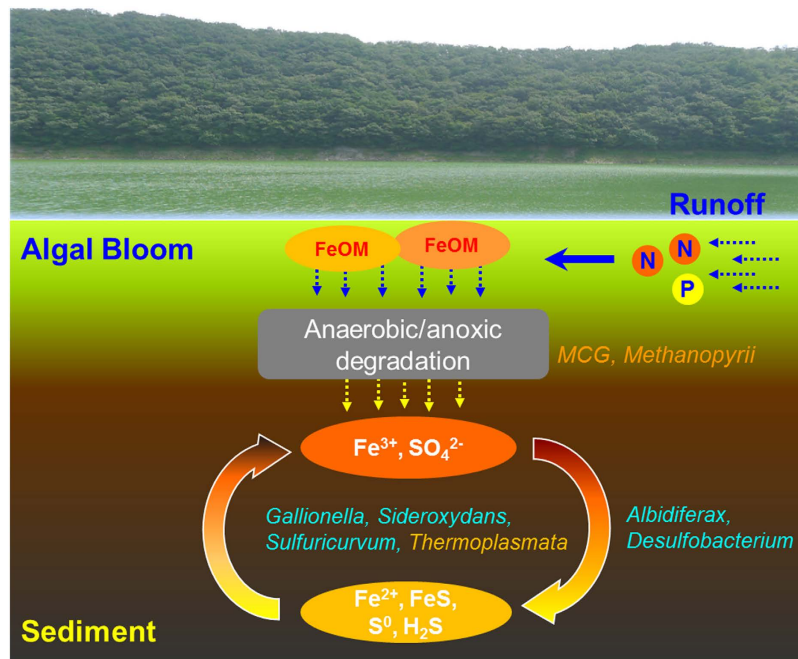 Runoff
Algal Bloom
FeOM
FeOM
N
N
P
Anaerobic/anoxic
degradation
MCG, Methanopyrii
Fe³⁺, SO₄²⁻
Gallionella, Sideroxydans,
Sulfuricurvum, Thermoplasmata
Albidiferax,
Desulfobacterium
Fe²⁺, FeS,
S⁰, H₂S
Sediment